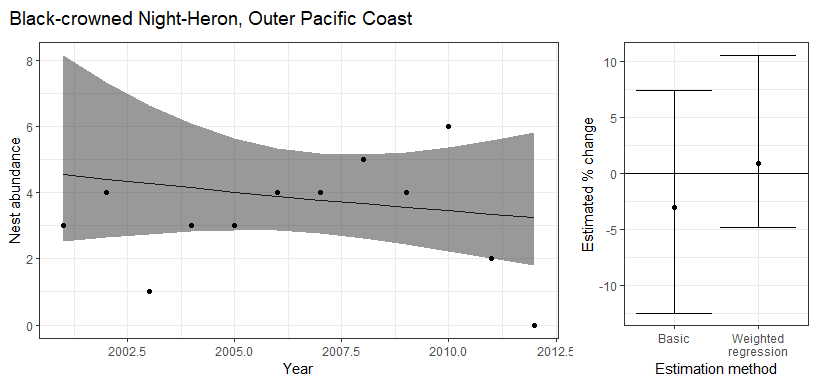 Black-crowned Night-Heron, Outer Pacific Coast
Nest abundance
8
6
4
2
0
2002.5
2005.0
2007.5
2010.0
2012.5
Year
Estimated % change
10
5
0
-5
-10
Basic
Weighted
regression
Estimation method